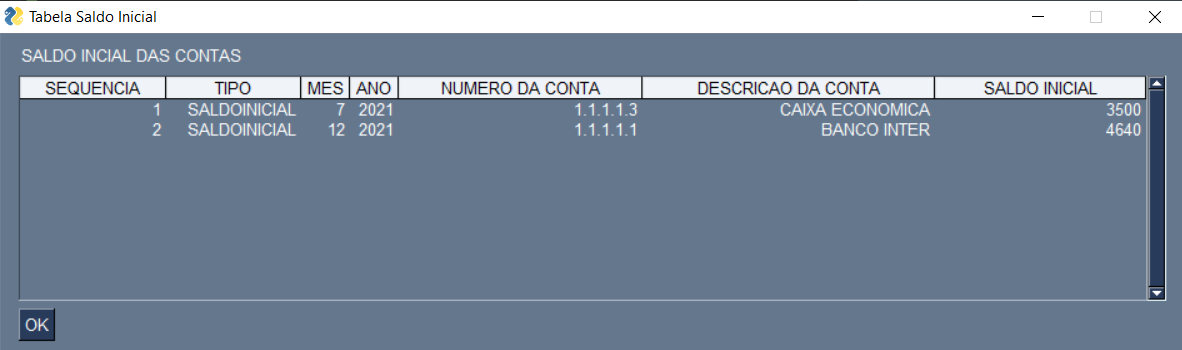 Tabela Saldo Inicial
SALDO INCIAL DAS CONTAS
SEQUENCIA TIPO MES ANO NUMERO DA CONTA DESCRICAO DA CONTA SALDO INICIAL
1 SALDOINICIAL 7 2021 1.1.1.1.3 CAIXA ECONOMICA 3500
2 SALDOINICIAL 12 2021 1.1.1.1.1 BANCO INTER 4640
OK